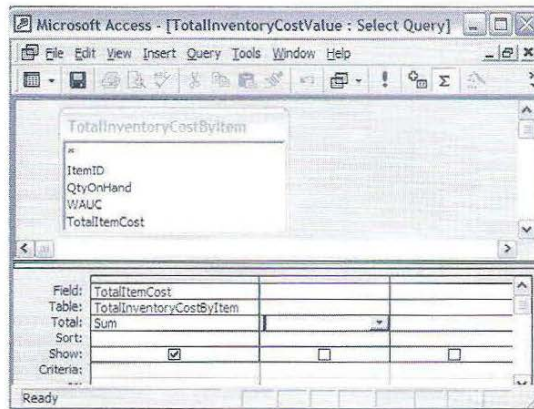 Microsoft Access - [TotalInventoryCostValue : Select Query]
File Edit View Insert Query Tools Window Help
TotalInventoryCostByItem
*
ItemID
QtyOnHand
WAUC
TotalItemCost
Field: TotalItemCost
Table: TotalInventoryCostByItem
Total: Sum
Sort:
Show:
Criteria:
Ready